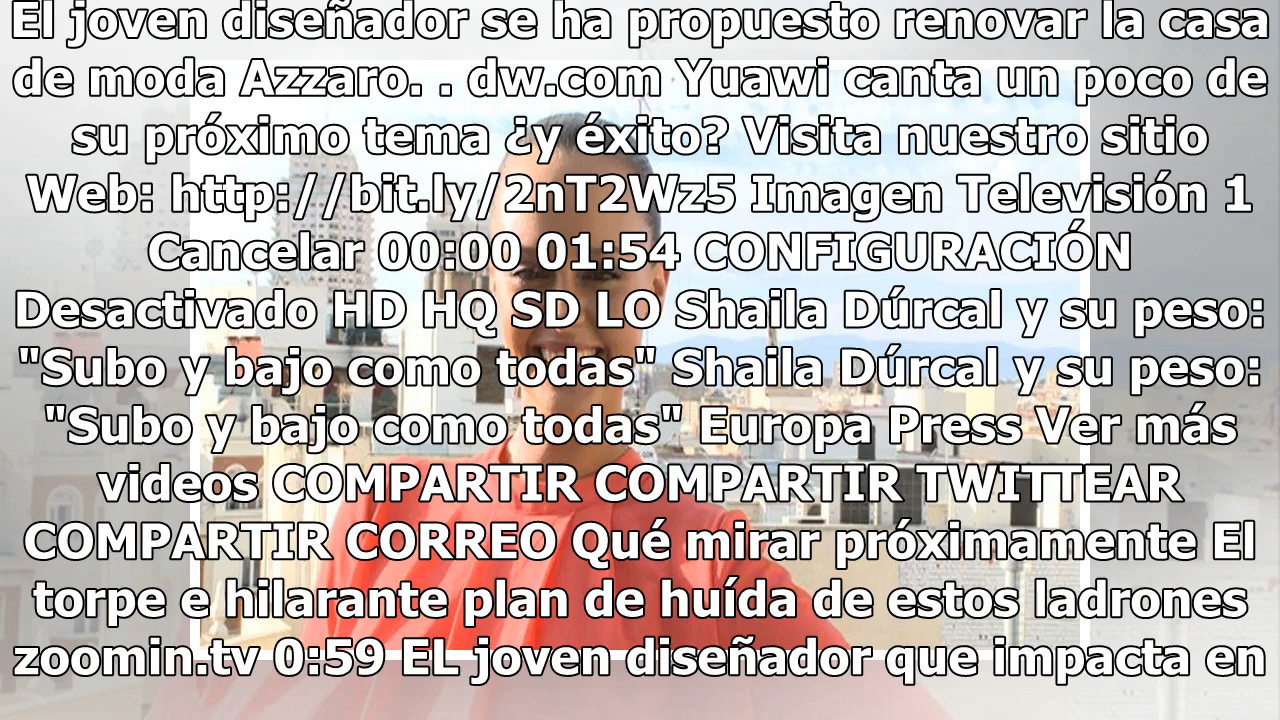 El joven diseñador se ha propuesto renovar la casa
de moda Azzaro. . dw.com Yuawi canta un poco de
su próximo tema ¿y éxito? Visita nuestro sitio
Web: http://bit.ly/2nT2Wz5 Imagen Televisión 1
Cancelar 00:00 01:54 CONFIGURACIÓN
Desactivado HD HQ SD LO Shaila Dúrcal y su peso:
"Subo y bajo como todas" Shaila Dúrcal y su peso:
"Subo y bajo como todas" Europa Press Ver más
videos COMPARTIR COMPARTIR TWITTEAR
COMPARTIR CORREO Qué mirar próximamente El
torpe e hilarante plan de huída de estos ladrones
zoomin.tv 0:59 EL joven diseñador que impacta en